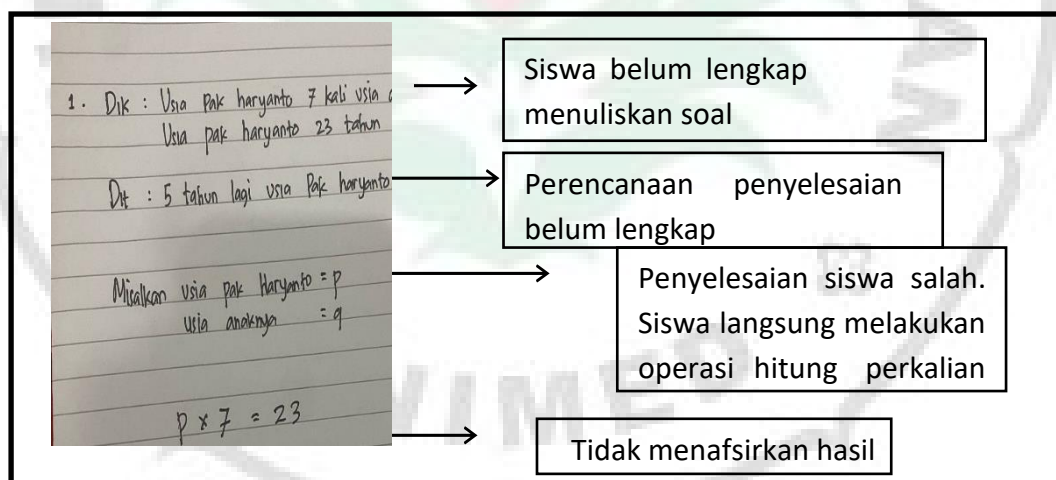 1. Dik : Usia Pak haryanto 7 kali usia
Usia pak haryanto 23 tahun
Dit : 5 tahun lagi usia Pak haryanto
Misalkan usia pak Haryanto = p
usia anaknya = q
p x 7 = 23
Siswa belum lengkap
menuliskan soal
Perencanaan penyelesaian
belum lengkap
Penyelesaian siswa salah.
Siswa langsung melakukan
operasi hitung perkalian
Tidak menafsirkan hasil